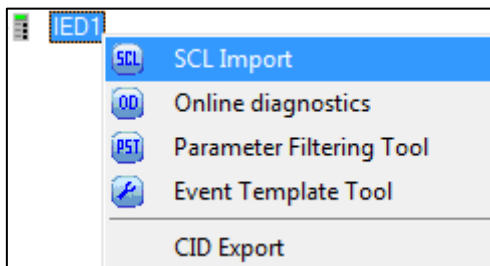 IED1
SCL SCL Import
OD Online diagnostics
PST Parameter Filtering Tool
Event Template Tool
CID Export